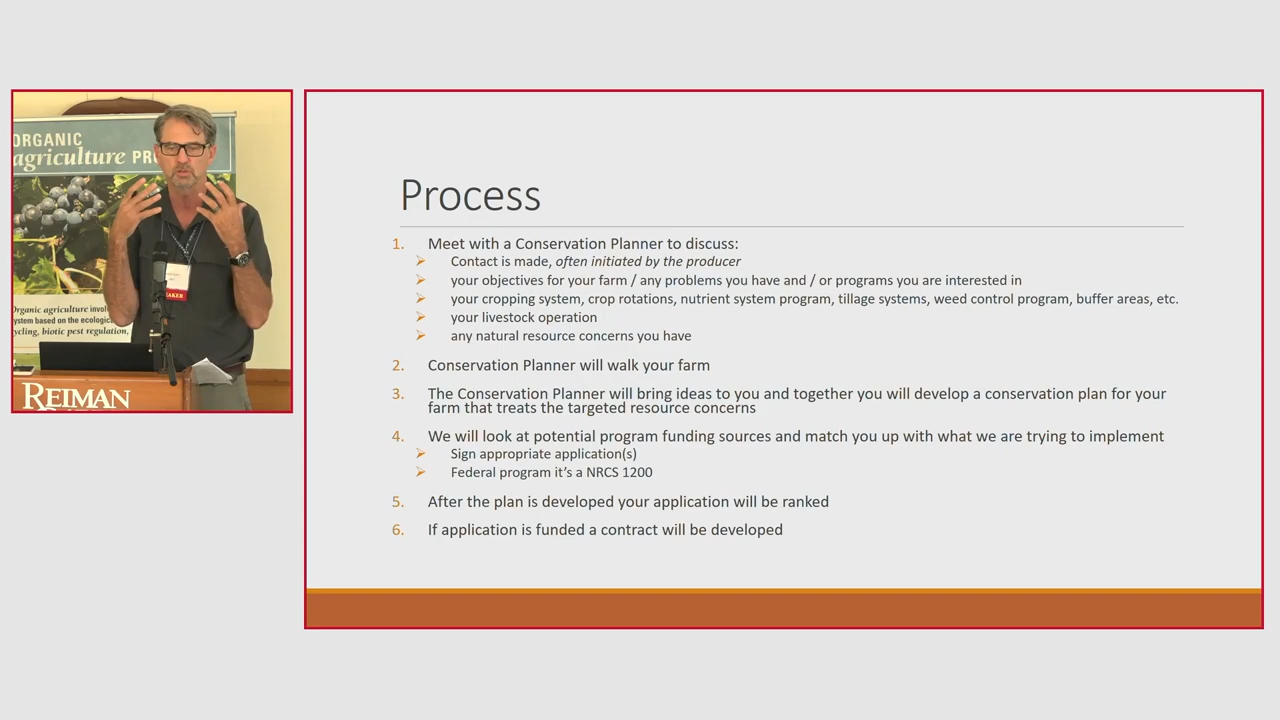 ORGANIC
agriculture
Organic agriculture
system based on the ecologic
cycling, biotic pest regulation,
REIMAN
Process
1. Meet with a Conservation Planner to discuss:
➢ Contact is made, often initiated by the producer
➢ your objectives for your farm / any problems you have and / or programs you are interested in
➢ your cropping system, crop rotations, nutrient system program, tillage systems, weed control program, buffer areas, etc.
➢ your livestock operation
➢ any natural resource concerns you have
2. Conservation Planner will walk your farm
3. The Conservation Planner will bring ideas to you and together you will develop a conservation plan for your
farm that treats the targeted resource concerns
4. We will look at potential program funding sources and match you up with what we are trying to implement
➢ Sign appropriate application(s)
➢ Federal program it’s a NRCS 1200
5. After the plan is developed your application will be ranked
6. If application is funded a contract will be developed